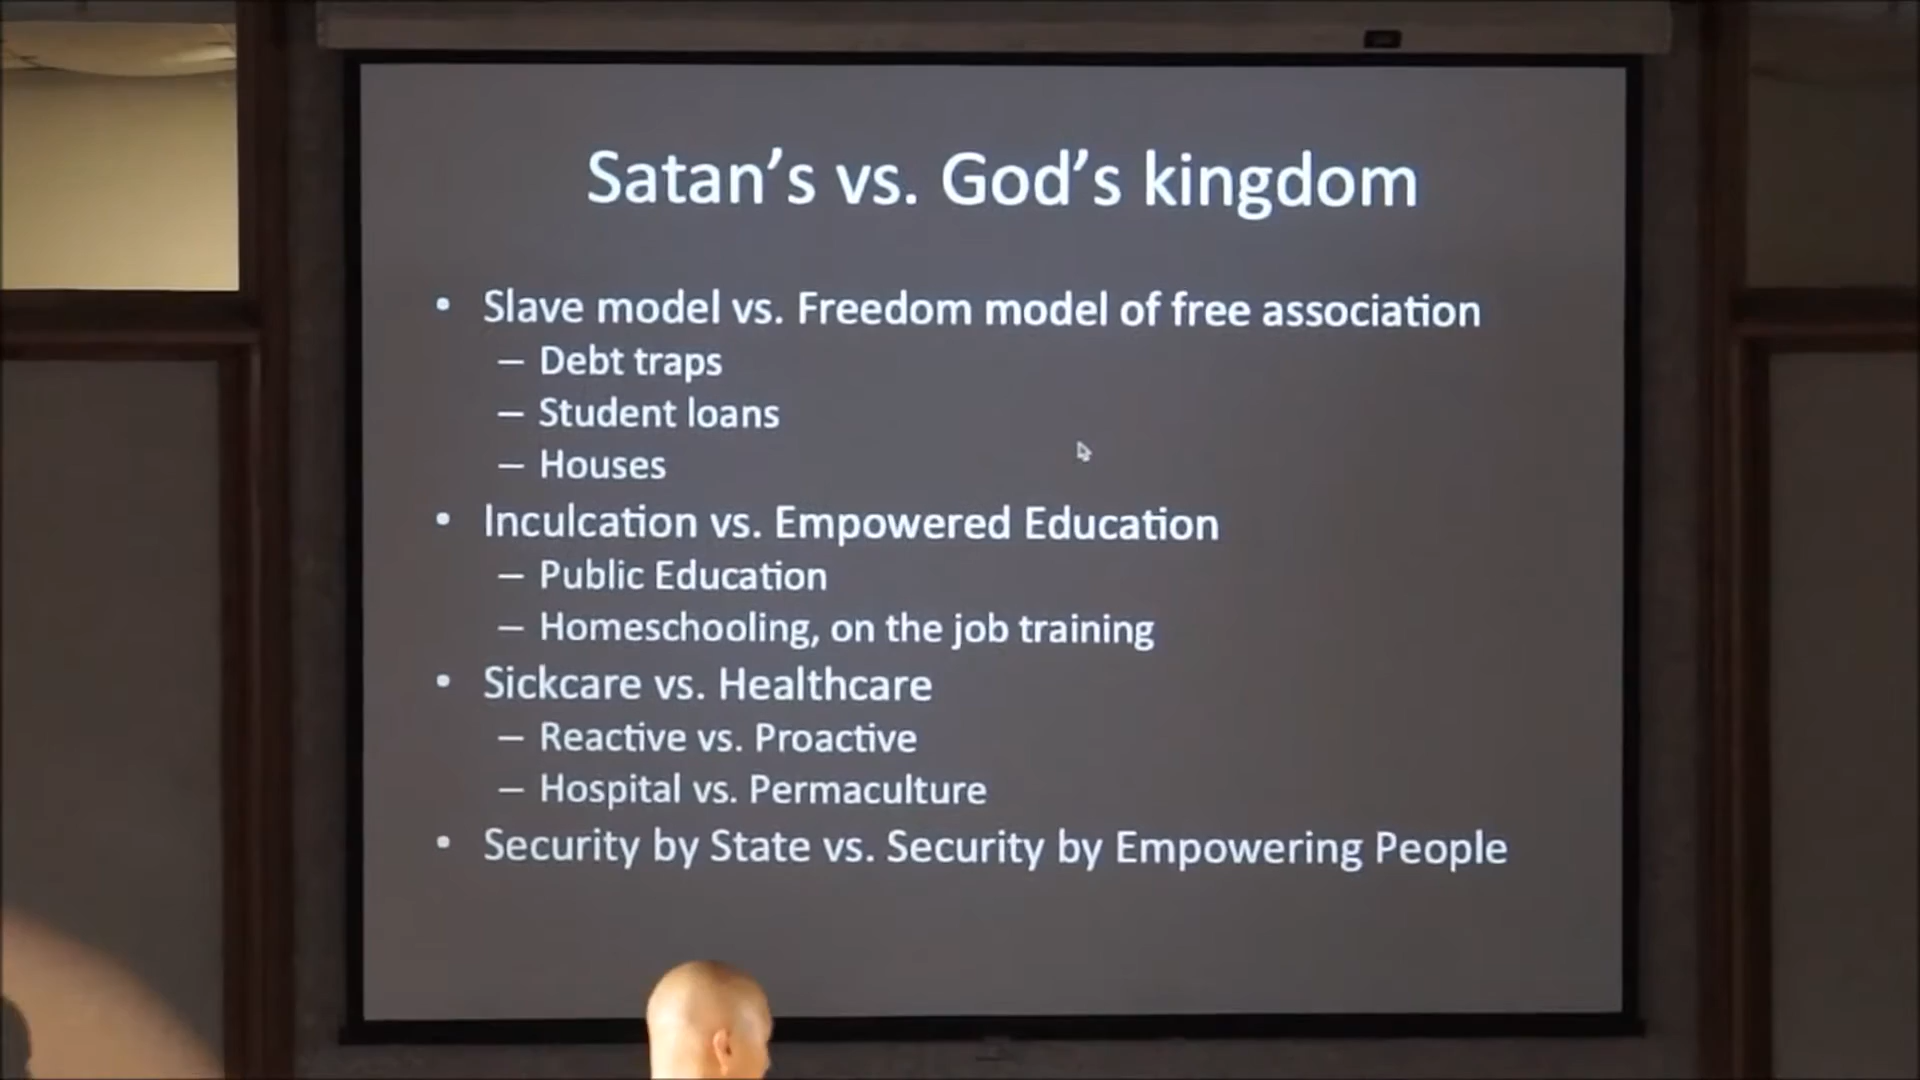 Satan's vs. God's kingdom
• Slave model vs. Freedom model of free association
– Debt traps
– Student loans
– Houses
• Inculcation vs. Empowered Education
– Public Education
– Homeschooling, on the job training
• Sickcare vs. Healthcare
– Reactive vs. Proactive
– Hospital vs. Permaculture
• Security by State vs. Security by Empowering People